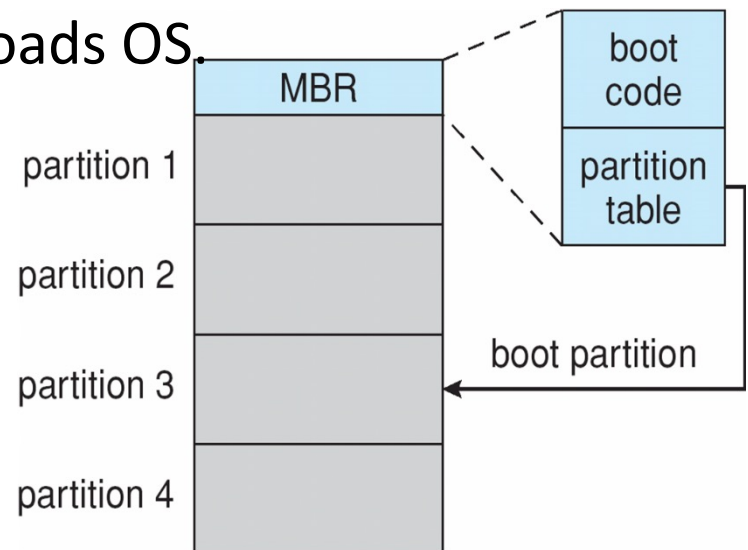 oads OS.
MBR
boot
code
partition
table
partition 1
partition 2
boot partition
partition 3
partition 4